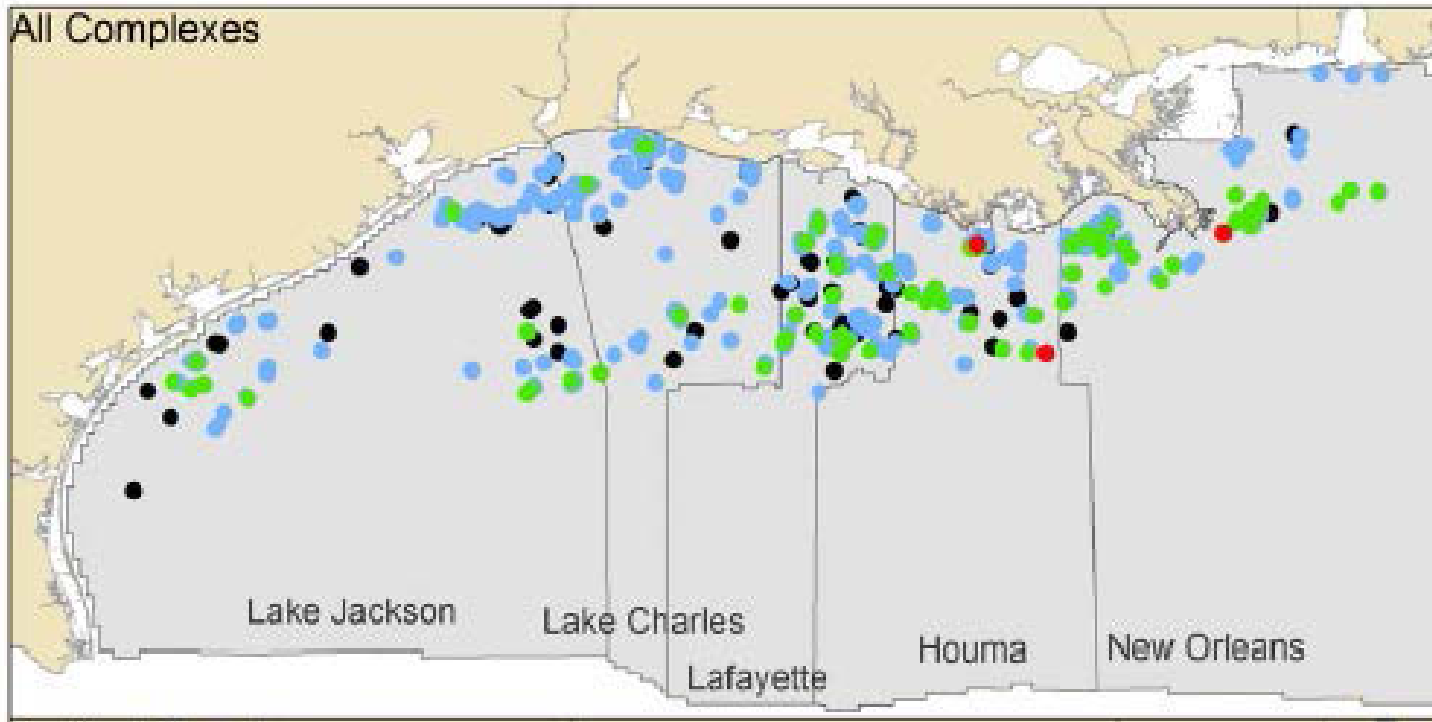 All Complexes
Lake Jackson
Lake Charles
Lafayette
Houma
New Orleans